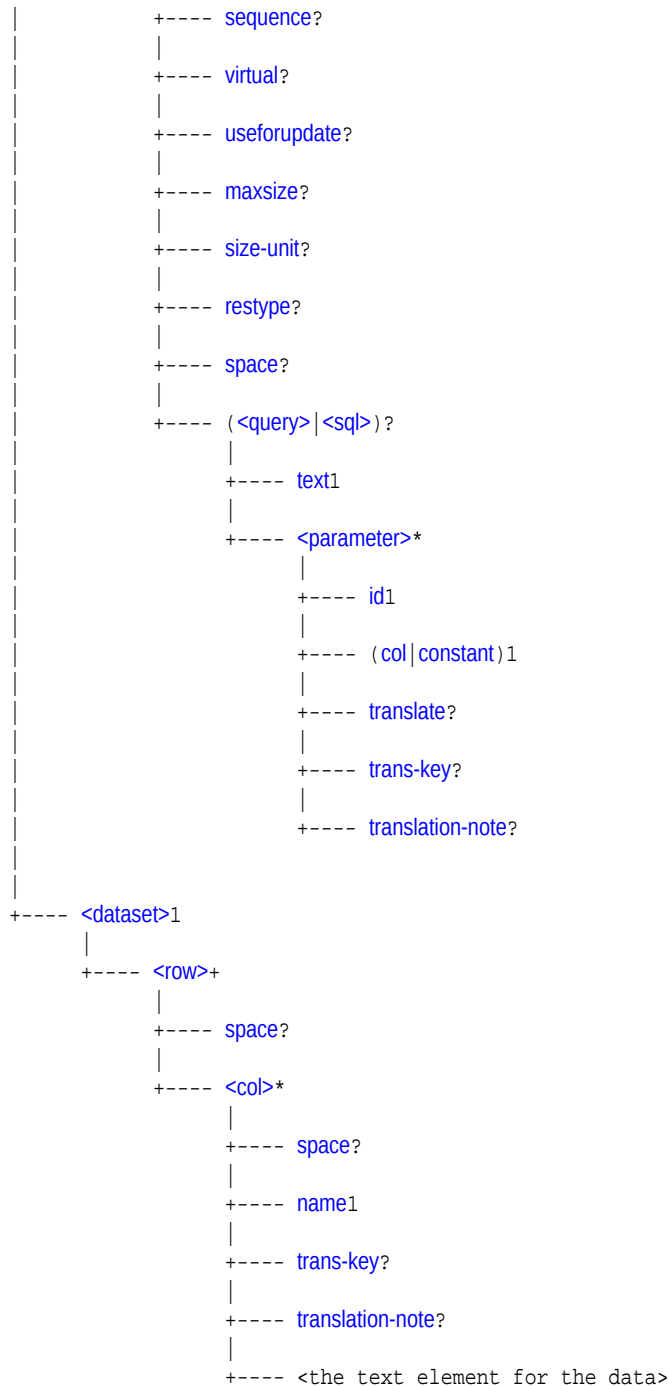 |             +---- sequence?
|             |
|             +---- virtual?
|             |
|             +---- useforupdate?
|             |
|             +---- maxsize?
|             |
|             +---- size-unit?
|             |
|             +---- restype?
|             |
|             +---- space?
|             |
|             +---- (<query>|<sql>)?
|                    |
|                    +---- text1
|                    |
|                    +---- <parameter>*
|                           |
|                           +---- id1
|                           |
|                           +---- (col|constant)1
|                           |
|                           +---- translate?
|                           |
|                           +---- trans-key?
|                           |
|                           +---- translation-note?
|
|
+---- <dataset>1
       |
       +---- <row>+
              |
              +---- space?
              |
              +---- <col>*
                     |
                     +---- space?
                     |
                     +---- name1
                     |
                     +---- trans-key?
                     |
                     +---- translation-note?
                     |
                     +---- <the text element for the data>